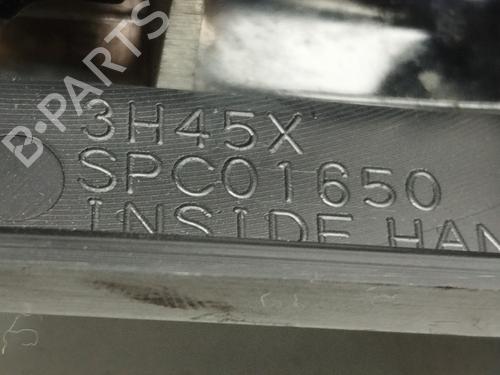 B-PARTS
3H45X
SPC01650
INSIDE HAN